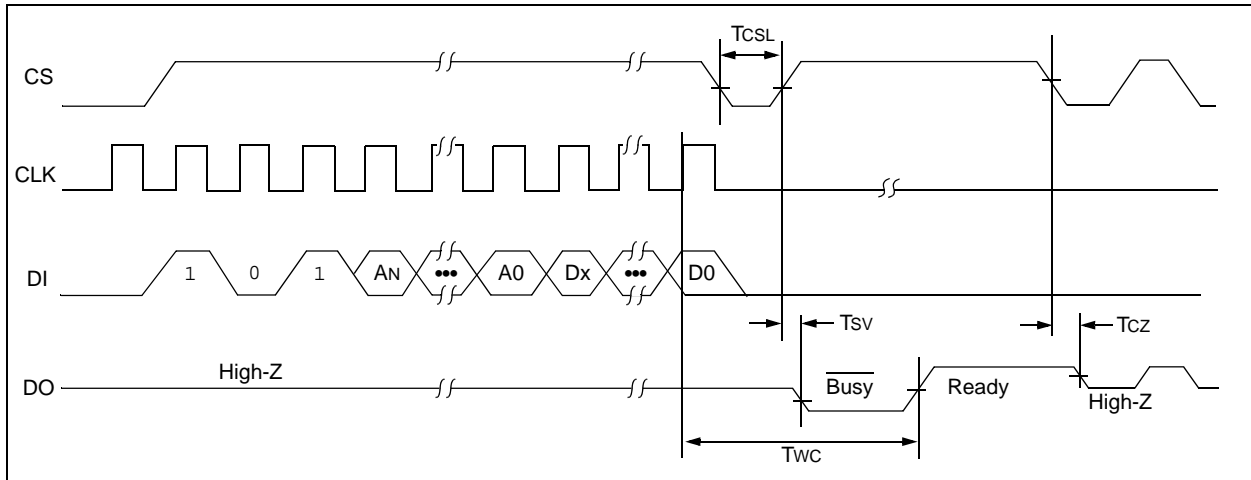 TCSL
CS
CLK
1 0 1 AN ••• A0 Dx ••• D0
DI
TSV
TCZ
High-Z
DO
Busy
Ready
High-Z
TWC